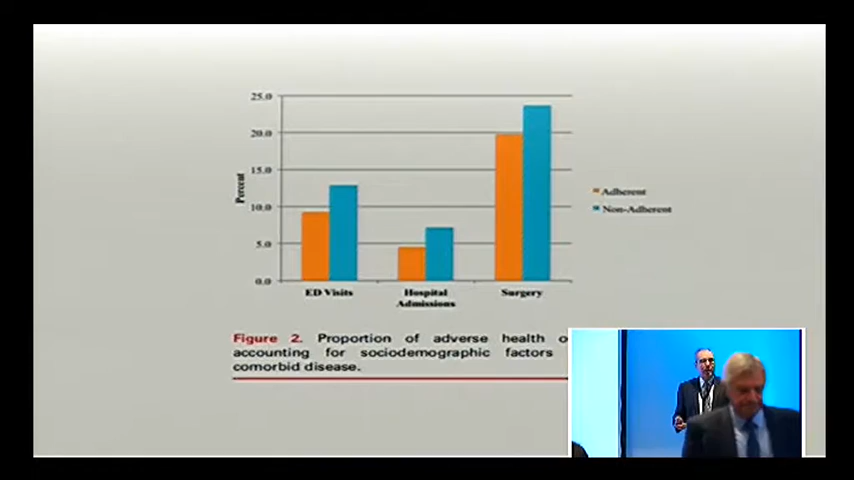 25.0
20.0
15.0
10.0
5.0
0.0
Percent
ED Visits
Hospital
Admissions
Surgery
Adherent
Non-Adherent
Figure 2. Proportion of adverse health
accounting for sociodemographic factors
comorbid disease.